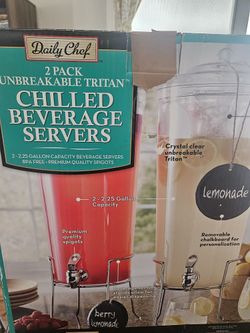 Daily Chef™
2 PACK
UNBREAKABLE TRITAN™
CHILLED
BEVERAGE
SERVERS
2 - 2.25-GALLON CAPACITY BEVERAGE SERVERS
BPA FREE - PREMIUM QUALITY SPIGOTS
Crystal clear
unbreakable
Tritan™
2 - 2.25 Gallon
Capacity
lemonade
Premium
quality
spigots
Removable
chalkboard for
personalization
berry
lemonade